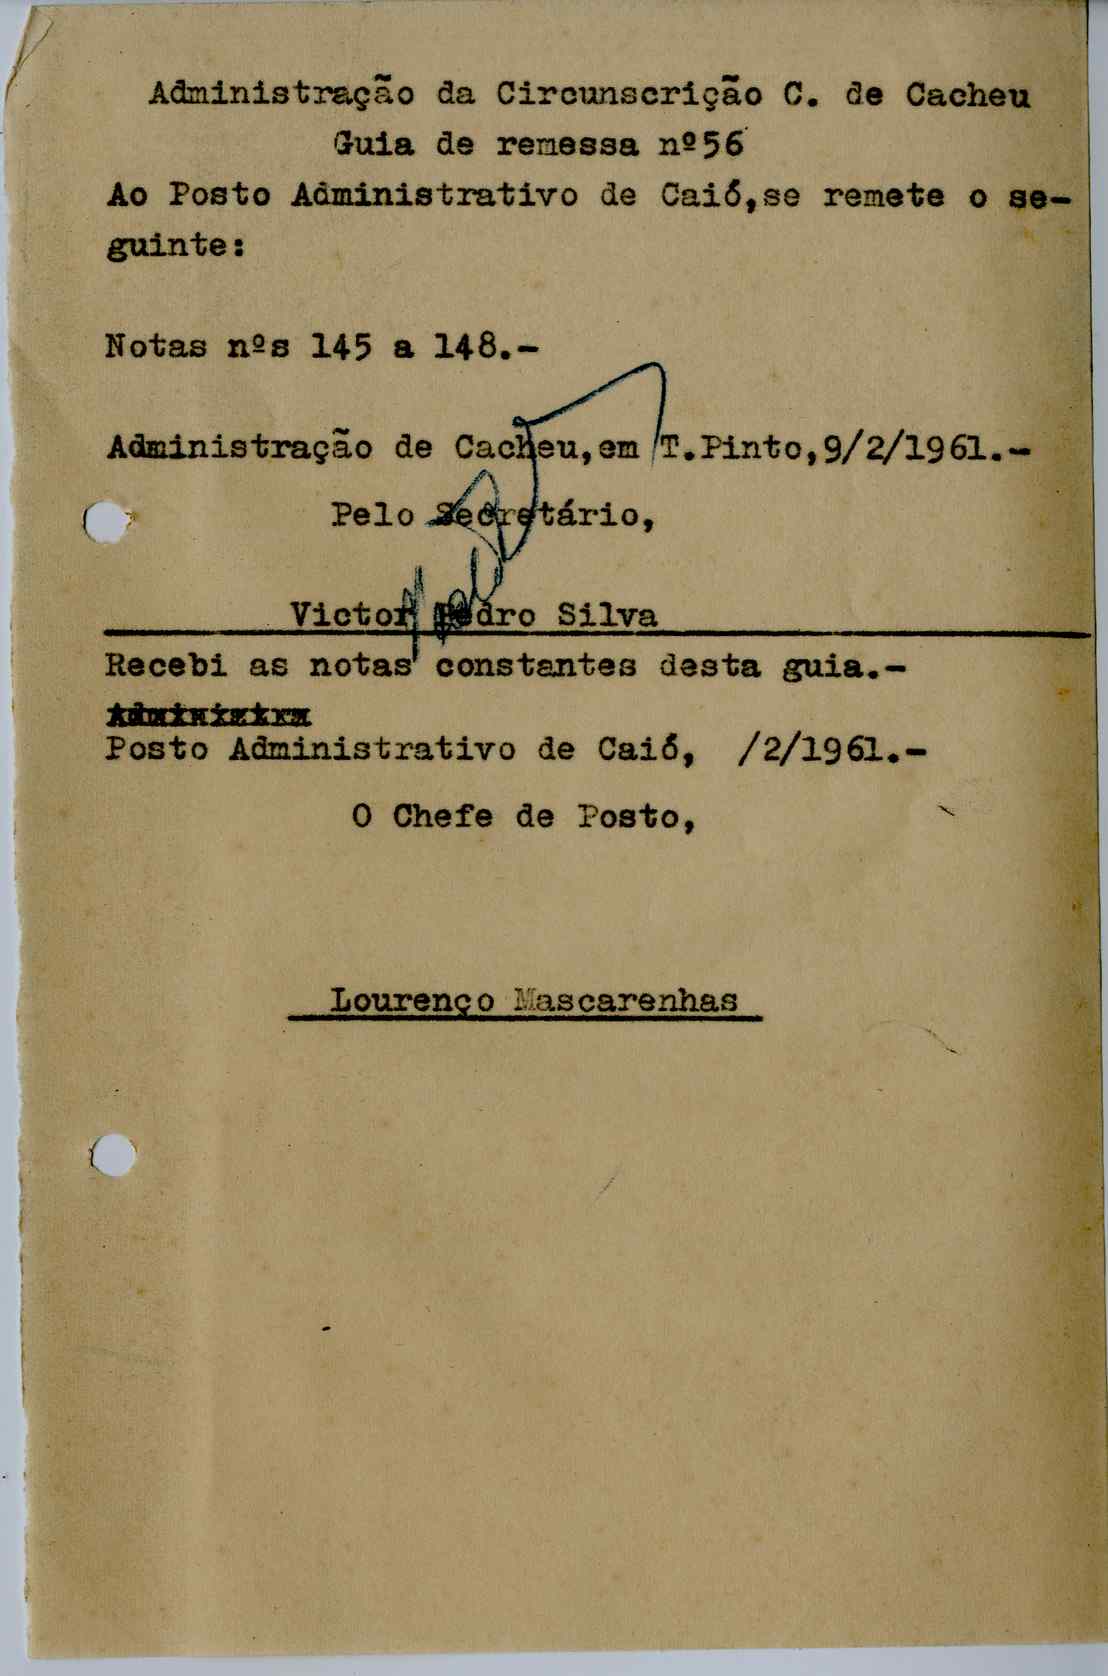 Administração da Circunscrição C. de Cacheu
Guia de remessa nº56
Ao Posto Administrativo de Caió,se remete o se-
guinte:
Notas nºs 145 a 148.-
Administração de Cacheu,em T.Pinto,9/2/1961.-
Pelo Secretário,
Victor Pedro Silva
Recebi as notas constantes desta guia.-
Administra
Posto Administrativo de Caió, /2/1961.-
O Chefe de Posto,
Lourenço Mascarenhas